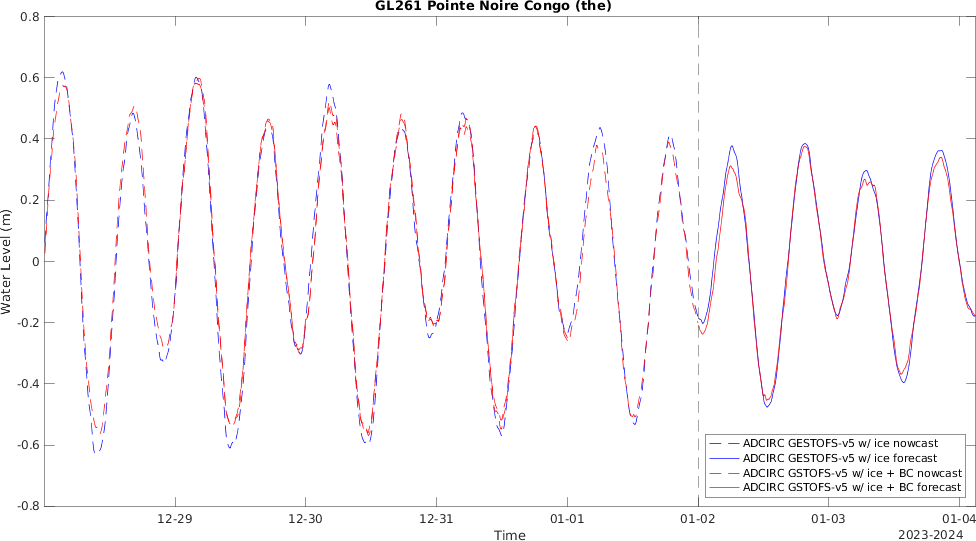 GL261 Pointe Noire Congo (the)
0.8
0.6
0.4
0.2
0
-0.2
-0.4
-0.6
-0.8
Water Level (m)
12-29
12-30
12-31
01-01
01-02
01-03
01-04
Time
2023-2024
ADCIRC GESTOFS-v5 w/ ice nowcast
ADCIRC GESTOFS-v5 w/ ice forecast
ADCIRC GSTOFS-v5 w/ ice + BC nowcast
ADCIRC GSTOFS-v5 w/ ice + BC forecast